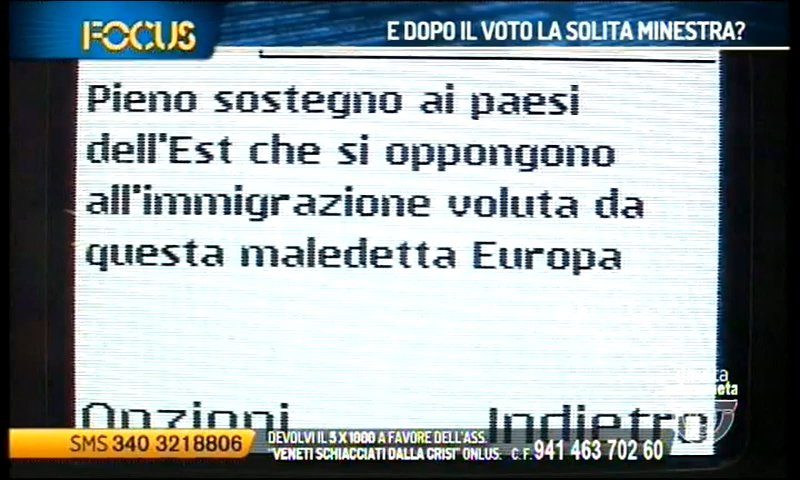 FOCUS
E DOPO IL VOTO LA SOLITA MINESTRA?
Pieno sostegno ai paesi
dell'Est che si oppongono
all'immigrazione voluta da
questa maledetta Europa
Opzioni Indietro
SMS 340 3218806
DEVOLVI IL 5 X 1000 A FAVORE DELL'ASS.
"VENETI SCHIACCIATI DALLA CRISI" ONLUS. C.F. 941 463 702 60